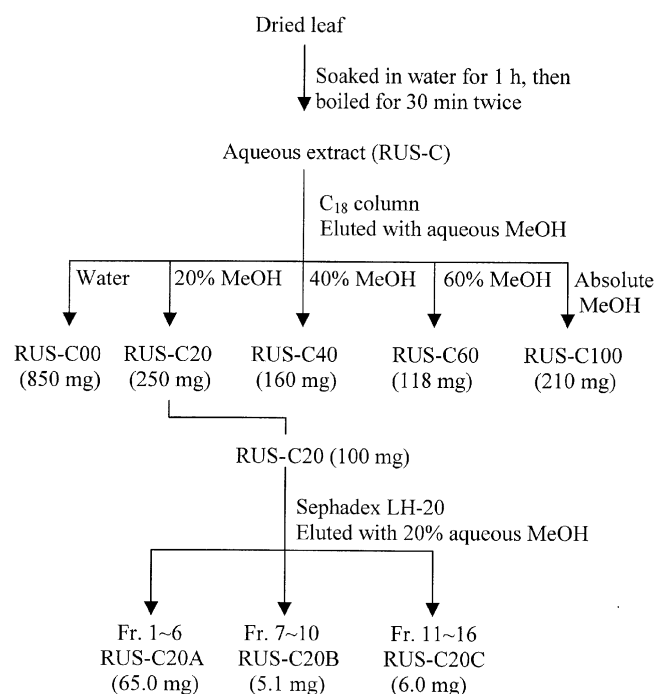 Dried leaf
Soaked in water for 1 h, then
boiled for 30 min twice
Aqueous extract (RUS-C)
C₁₈ column
Eluted with aqueous MeOH
Water
20% MeOH
40% MeOH
60% MeOH
Absolute
MeOH
RUS-C00
(850 mg)
RUS-C20
(250 mg)
RUS-C40
(160 mg)
RUS-C60
(118 mg)
RUS-C100
(210 mg)
RUS-C20 (100 mg)
Sephadex LH-20
Eluted with 20% aqueous MeOH
Fr. 1~6
RUS-C20A
(65.0 mg)
Fr. 7~10
RUS-C20B
(5.1 mg)
Fr. 11~16
RUS-C20C
(6.0 mg)